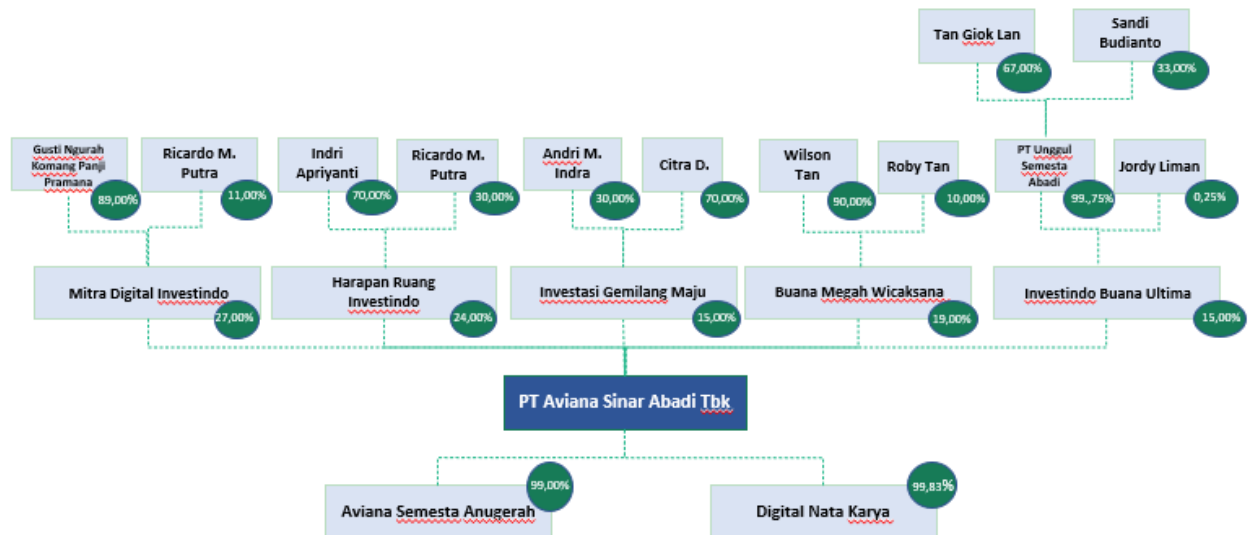 Tan Giok Lan
67,00%
Sandi
Budianto
33,00%
Gusti Ngurah
Komang Panji
Pramana
89,00%
Ricardo M.
Putra
11,00%
Indri
Apriyanti
70,00%
Ricardo M.
Putra
30,00%
Andri M.
Indra
30,00%
Citra D.
70,00%
Wilson
Tan
90,00%
Roby Tan
10,00%
PT Unggul
Semesta
Abadi
99.,75%
Jordy Liman
0,25%
Mitra Digital Investindo
27,00%
Harapan Ruang
Investindo
24,00%
Investasi Gemilang Maju
15,00%
Buana Megah Wicaksana
19,00%
Investindo Buana Ultima
15,00%
PT Aviana Sinar Abadi Tbk
Aviana Semesta Anugerah
99,00%
Digital Nata Karya
99,83%